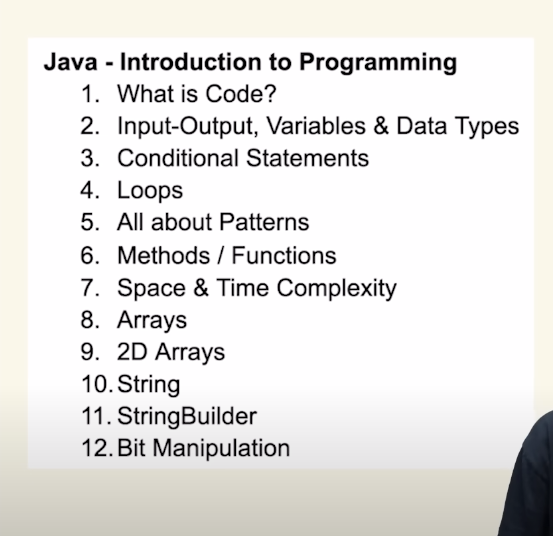 Java - Introduction to Programming
1. What is Code?
2. Input-Output, Variables & Data Types
3. Conditional Statements
4. Loops
5. All about Patterns
6. Methods / Functions
7. Space & Time Complexity
8. Arrays
9. 2D Arrays
10. String
11. StringBuilder
12. Bit Manipulation